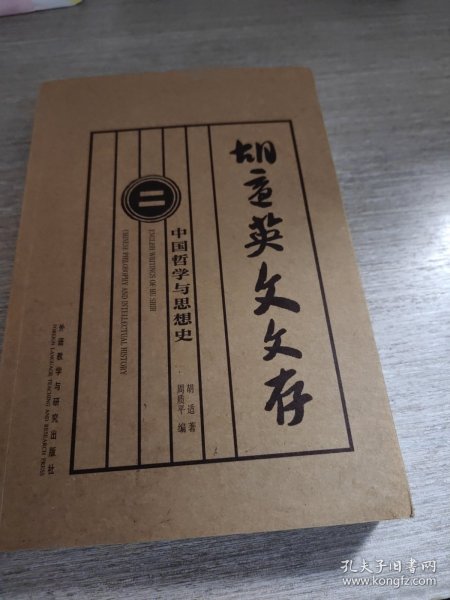 胡适英文文存
二
中国哲学与思想史
ENGLISH WRITINGS OF HU SHIH
CHINESE PHILOSOPHY AND INTELLECTUAL HISTORY
胡适 著
周质平 编
外语教学与研究出版社
FOREIGN LANGUAGE TEACHING AND RESEARCH PRESS
孔夫子旧书网
www.kongfz.com